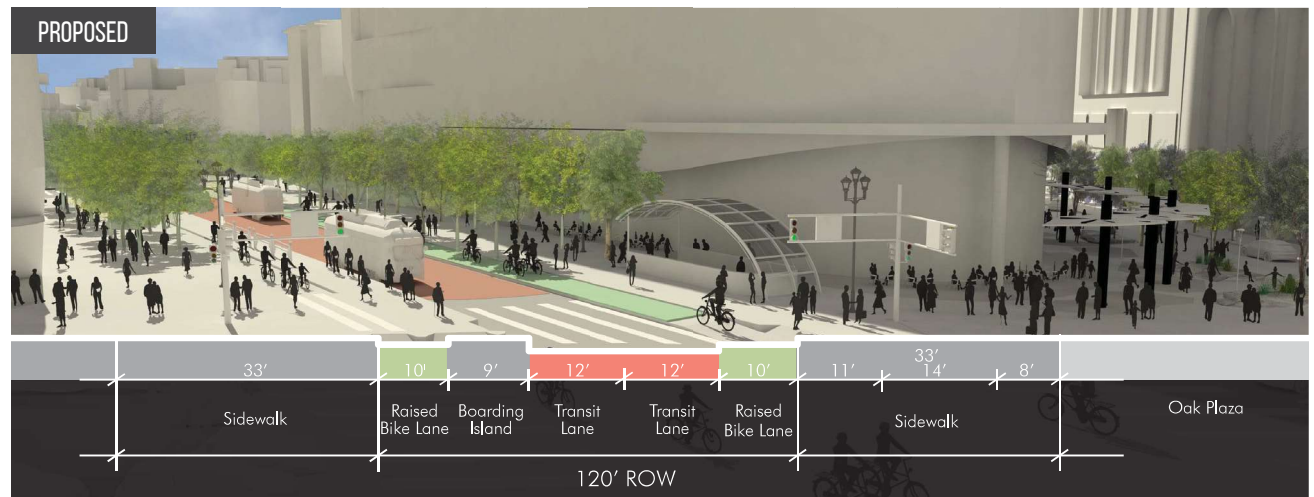 PROPOSED
33’
33’ 10’ 9’ 12’ 12’ 10’ 11’ 14’ 8’
Sidewalk
Raised
Bike Lane
Boarding
Island
Transit
Lane
Transit
Lane
Raised
Bike Lane
Sidewalk
Oak Plaza
120’ ROW